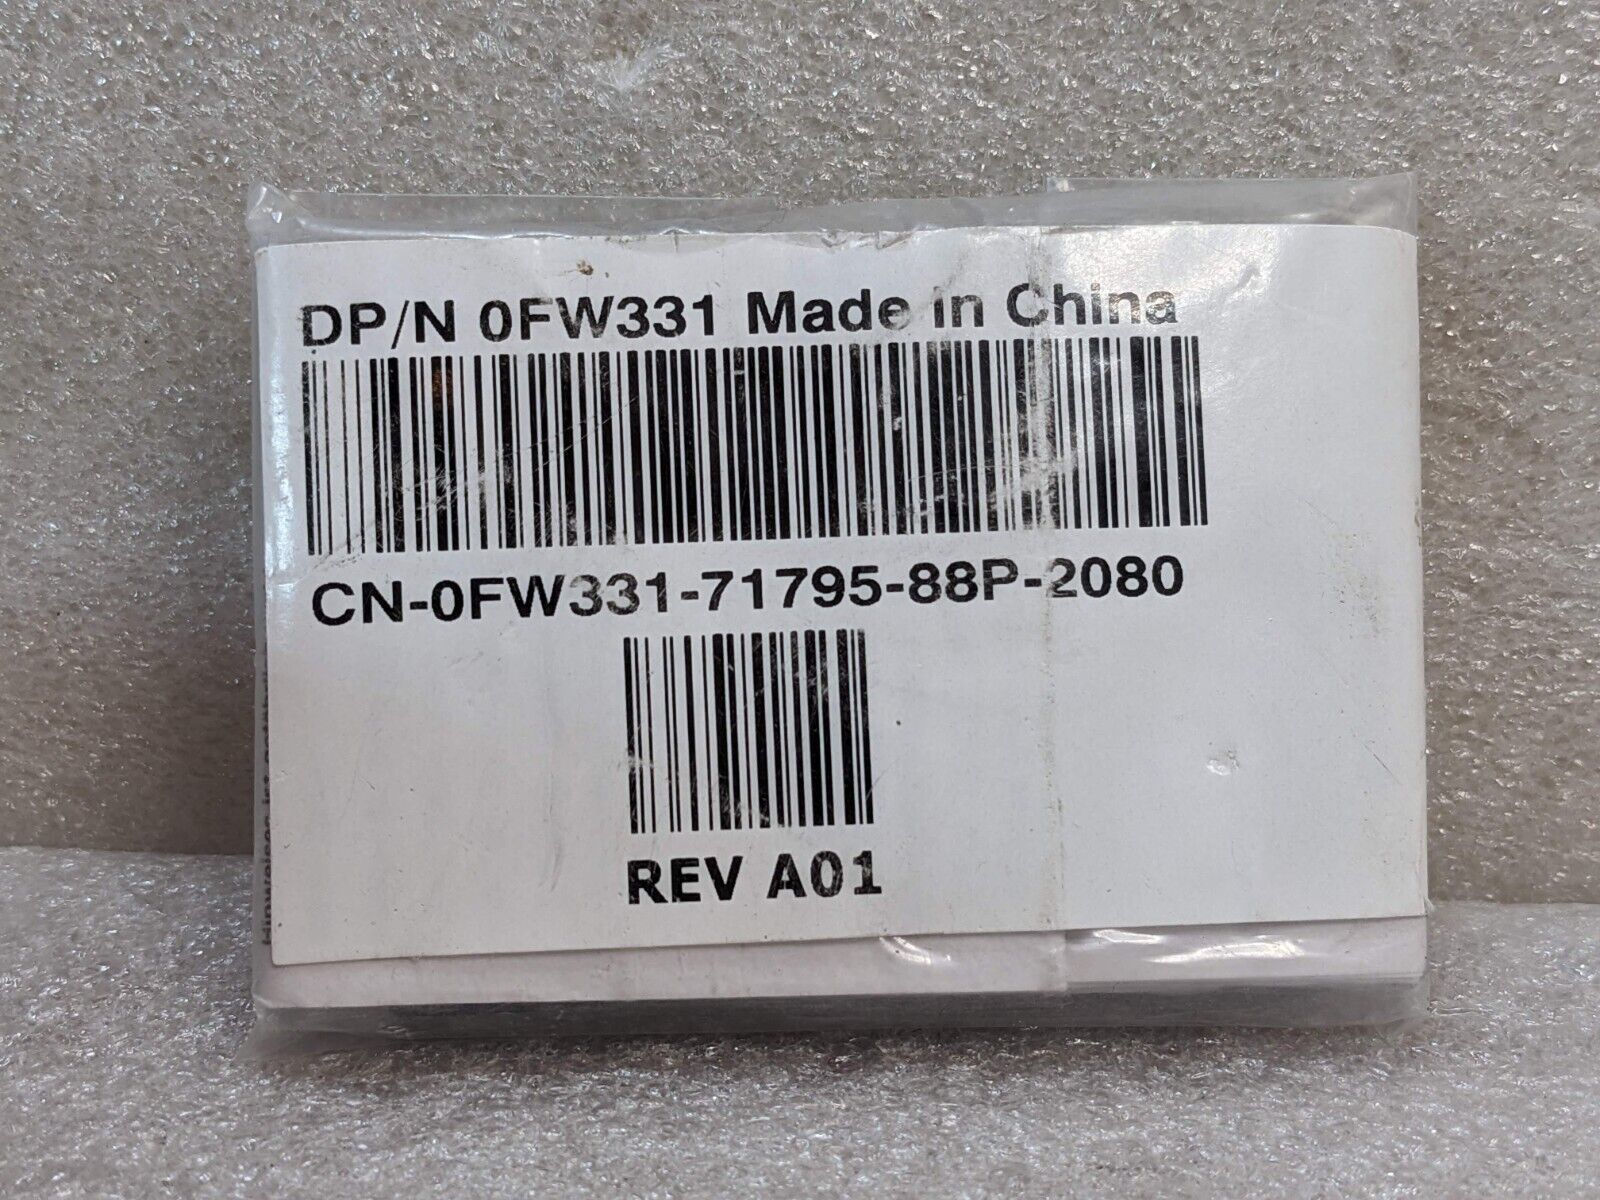 DP/N 0FW331 Made in China
CN-0FW331-71795-88P-2080
REV A01